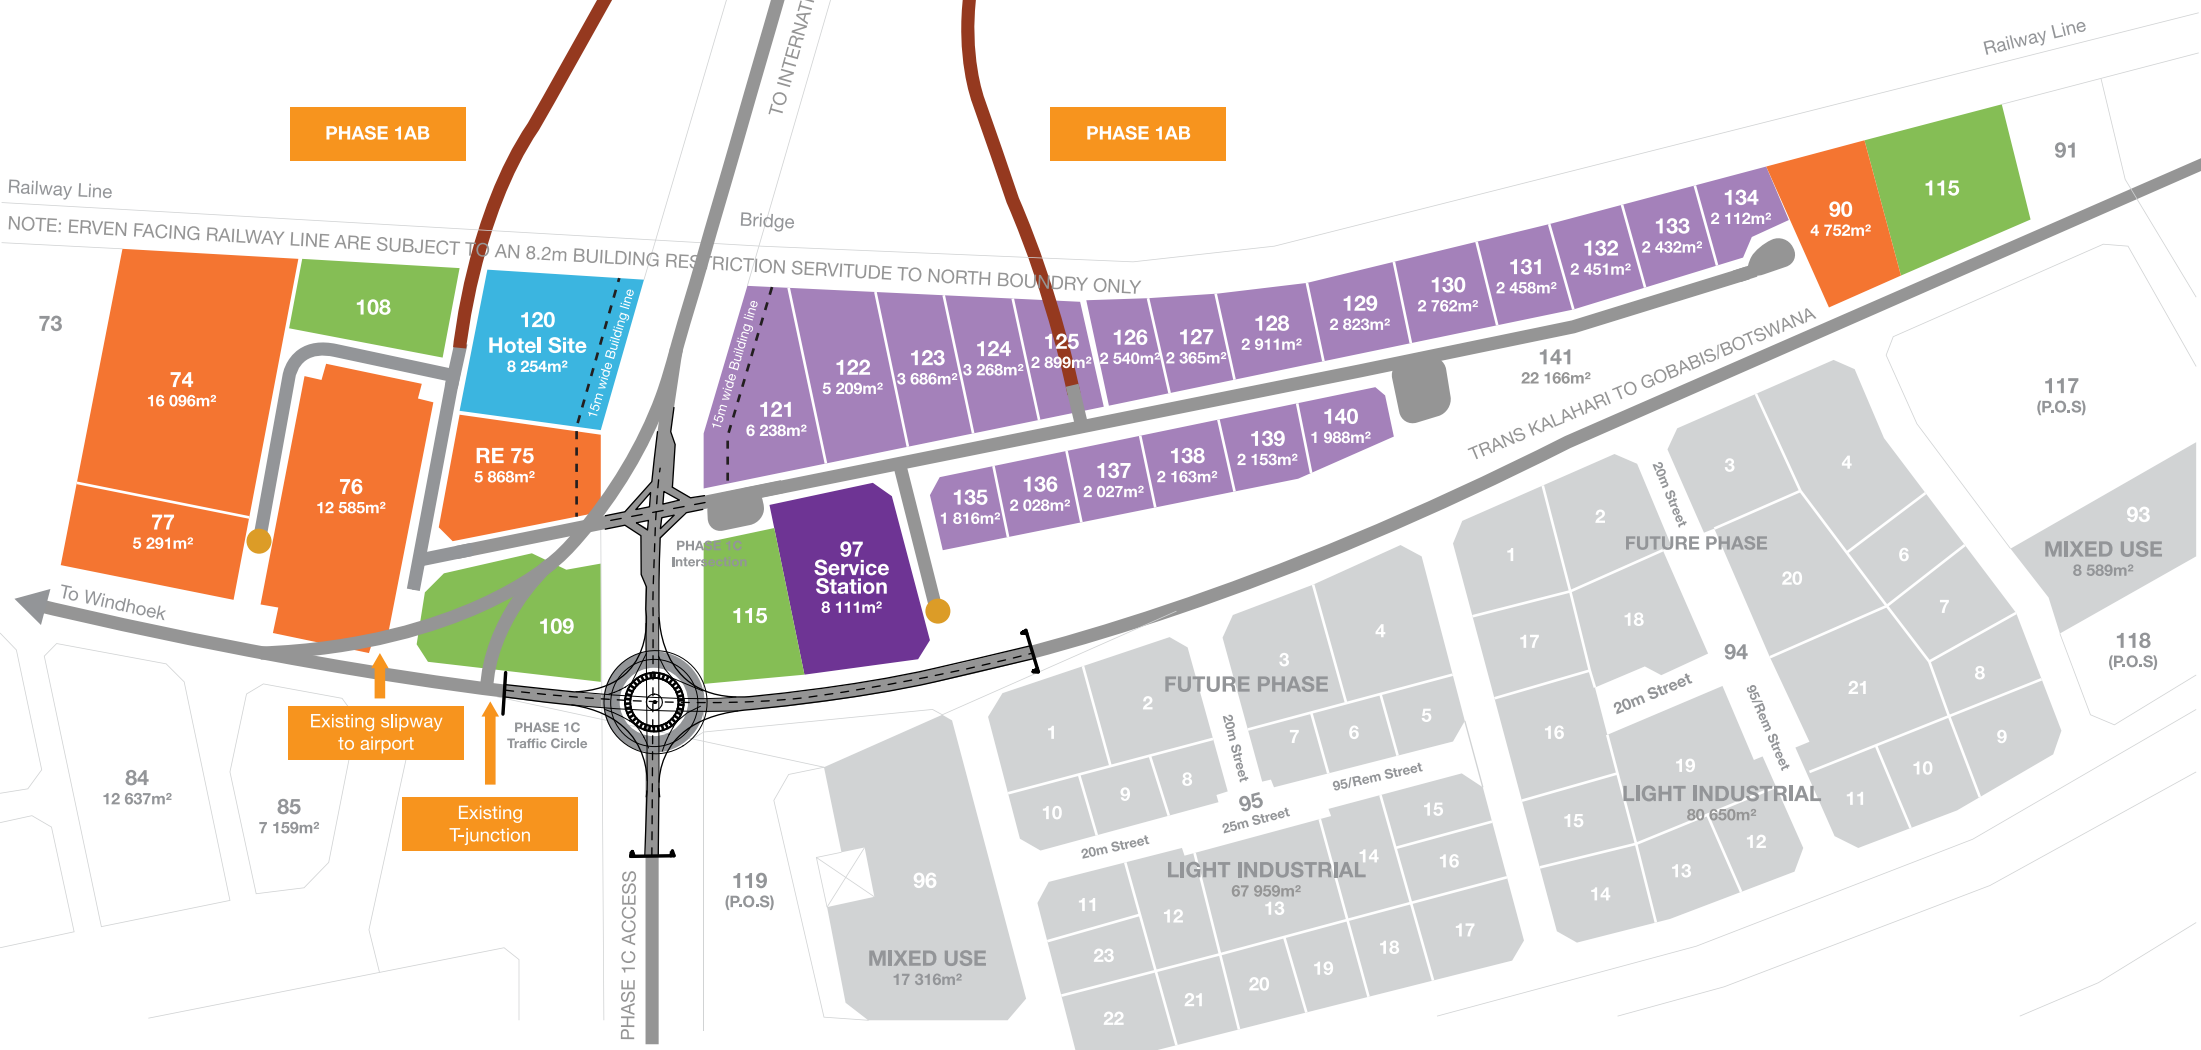 TO INTERNAT
Railway Line
PHASE 1AB
PHASE 1AB
Railway Line
NOTE: ERVEN FACING RAILWAY LINE ARE SUBJECT TO AN 8.2m BUILDING RESTRICTION SERVITUDE TO NORTH BOUNDRY ONLY
Bridge
73
74
16 096m²
77
5 291m²
108
76
12 585m²
120
Hotel Site
8 254m²
15m wide Building line
RE 75
5 868m²
109
15m wide Building line
121
6 238m²
122
5 209m²
123
3 686m²
124
3 268m²
125
2 899m²
126
2 540m²
127
2 365m²
128
2 911m²
129
2 823m²
130
2 762m²
131
2 458m²
132
2 451m²
133
2 432m²
134
2 112m²
90
4 752m²
115
91
135
1 816m²
136
2 028m²
137
2 027m²
138
2 163m²
139
2 153m²
140
1 988m²
141
22 166m²
TRANS KALAHARI TO GOBABIS/BOTSWANA
PHASE 1C
Intersection
115
97
Service
Station
8 111m²
To Windhoek
Existing slipway
to airport
Existing
T-junction
PHASE 1C
Traffic Circle
PHASE 1C ACCESS
84
12 637m²
85
7 159m²
119
(P.O.S)
96
MIXED USE
17 316m²
1
2
3
4
5
6
7
8
9
10
FUTURE PHASE
20m Street
95/Rem Street
95
25m Street
20m Street
LIGHT INDUSTRIAL
67 959m²
11
12
13
14
15
16
17
18
19
20
21
22
23
1
2
3
4
20m Street
FUTURE PHASE
20
6
7
8
9
10
11
21
18
17
16
15
14
13
12
19
94
20m Street
95/Rem Street
LIGHT INDUSTRIAL
80 650m²
117
(P.O.S)
93
MIXED USE
8 589m²
118
(P.O.S)